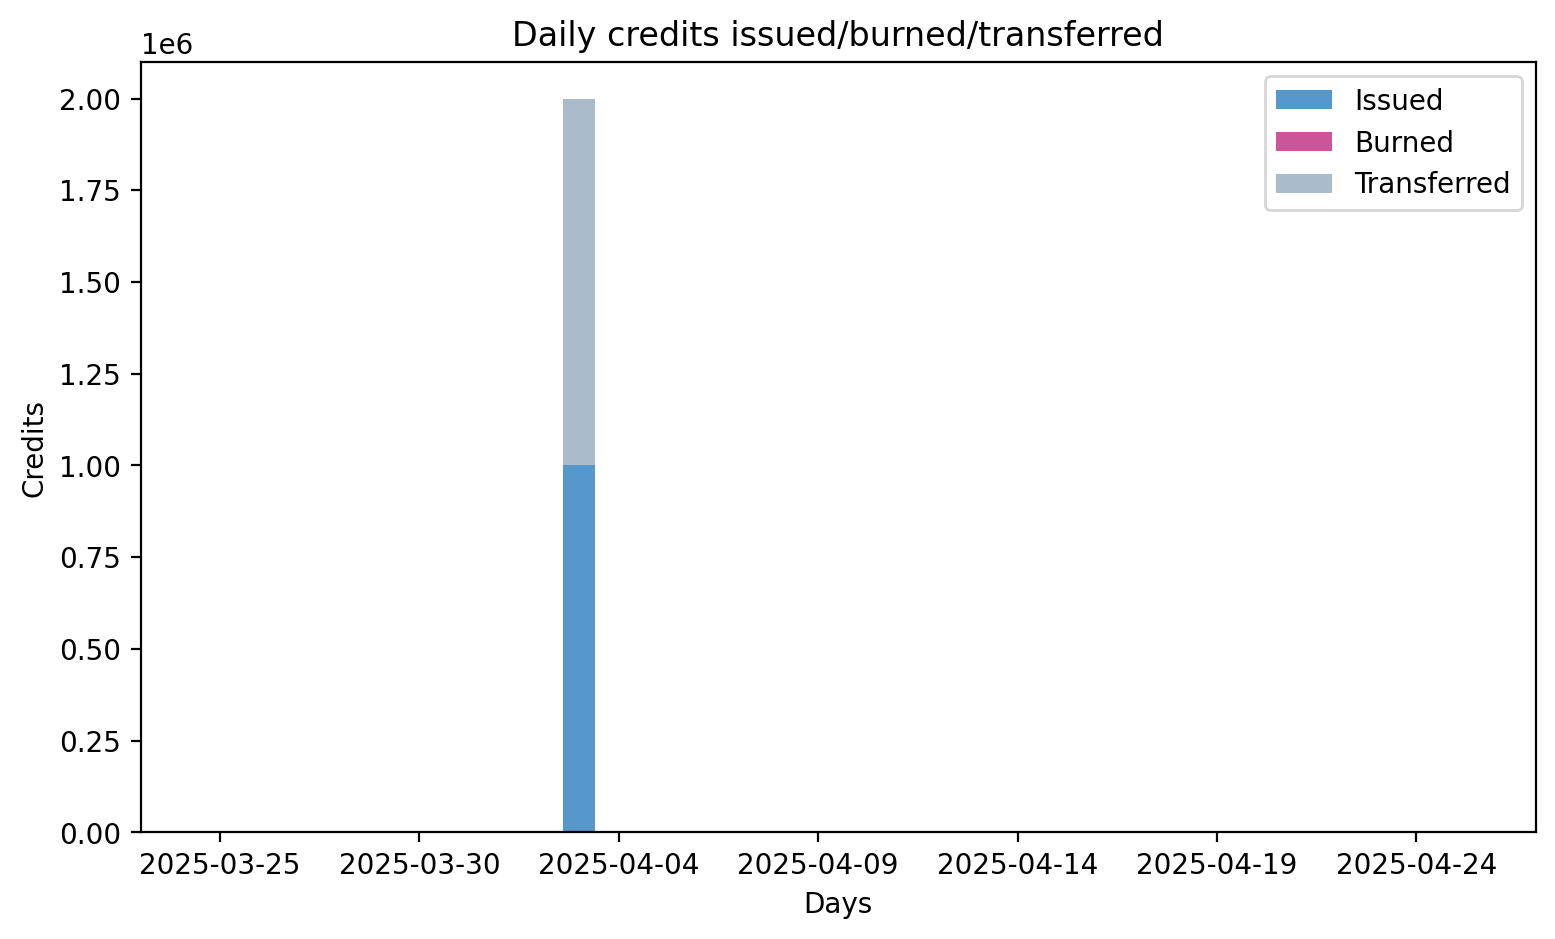 Daily credits issued/burned/transferred
1e6
Issued
Burned
Transferred
2.00
1.75
1.50
1.25
1.00
0.75
0.50
0.25
0.00
Credits
2025-03-25 2025-03-30 2025-04-04 2025-04-09 2025-04-14 2025-04-19 2025-04-24
Days